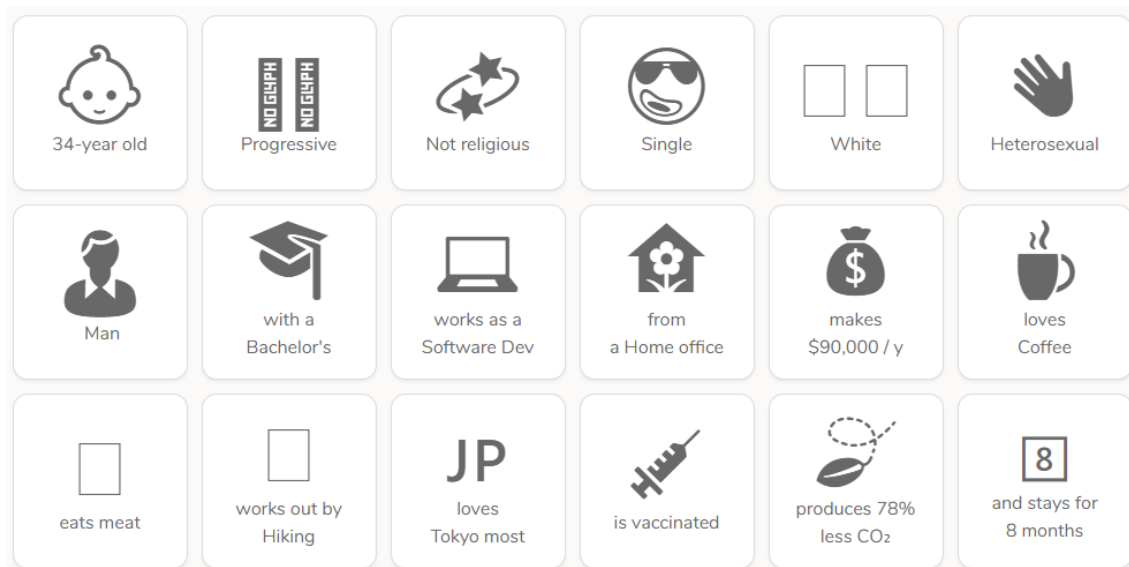 NO GLYPH NO GLYPH
34-year old
Progressive
Not religious
Single
White
Heterosexual
Man
with a
Bachelor's
works as a
Software Dev
from
a Home office
$
makes
$90,000 / y
loves
Coffee
eats meat
works out by
Hiking
JP
loves
Tokyo most
is vaccinated
produces 78%
less CO₂
8
and stays for
8 months